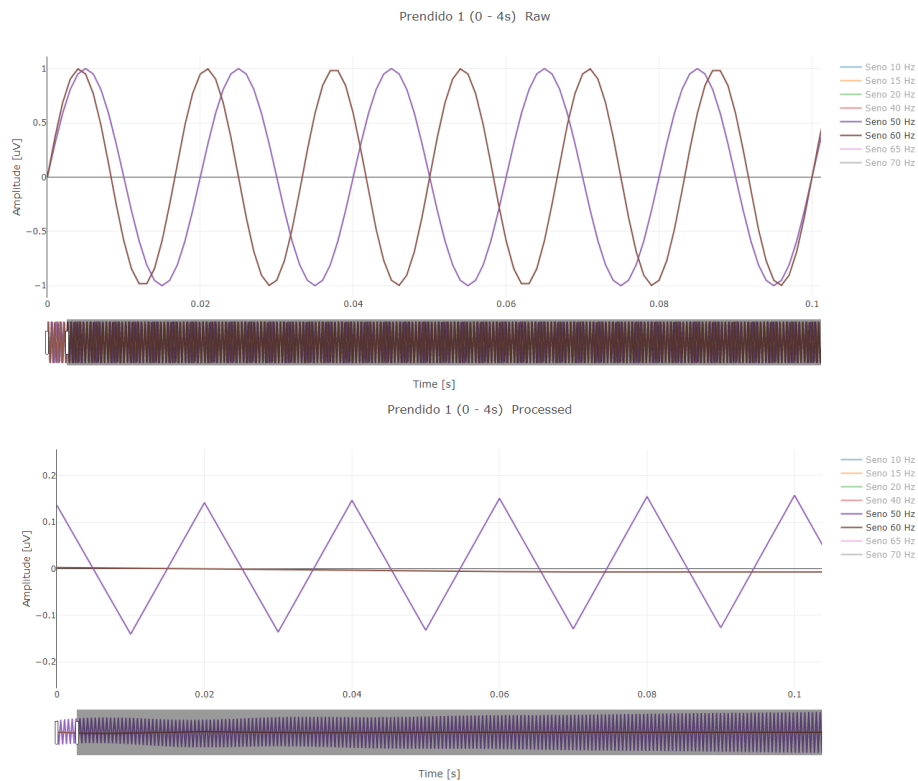 Prendido 1 (0 - 4s)  Raw
1
0.5
0
−0.5
−1
Amplitude [uV]
0
0.02
0.04
0.06
0.08
0.1
Time [s]
Seno 10 Hz
Seno 15 Hz
Seno 20 Hz
Seno 40 Hz
Seno 50 Hz
Seno 60 Hz
Seno 65 Hz
Seno 70 Hz
Prendido 1 (0 - 4s)  Processed
0.2
0.1
0
−0.1
−0.2
Amplitude [uV]
0
0.02
0.04
0.06
0.08
0.1
Time [s]
Seno 10 Hz
Seno 15 Hz
Seno 20 Hz
Seno 40 Hz
Seno 50 Hz
Seno 60 Hz
Seno 65 Hz
Seno 70 Hz